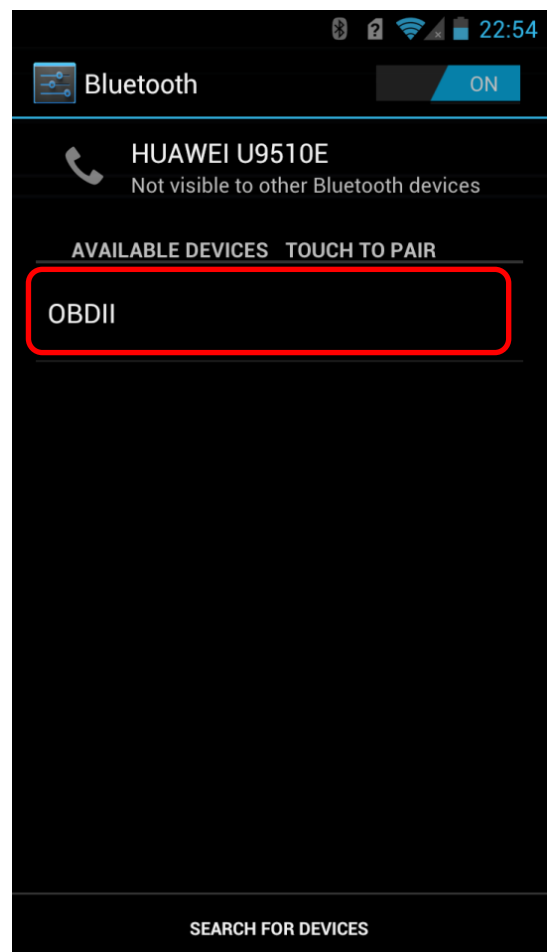 22:54
Bluetooth ON
HUAWEI U9510E
Not visible to other Bluetooth devices
AVAILABLE DEVICES TOUCH TO PAIR
OBDII
SEARCH FOR DEVICES